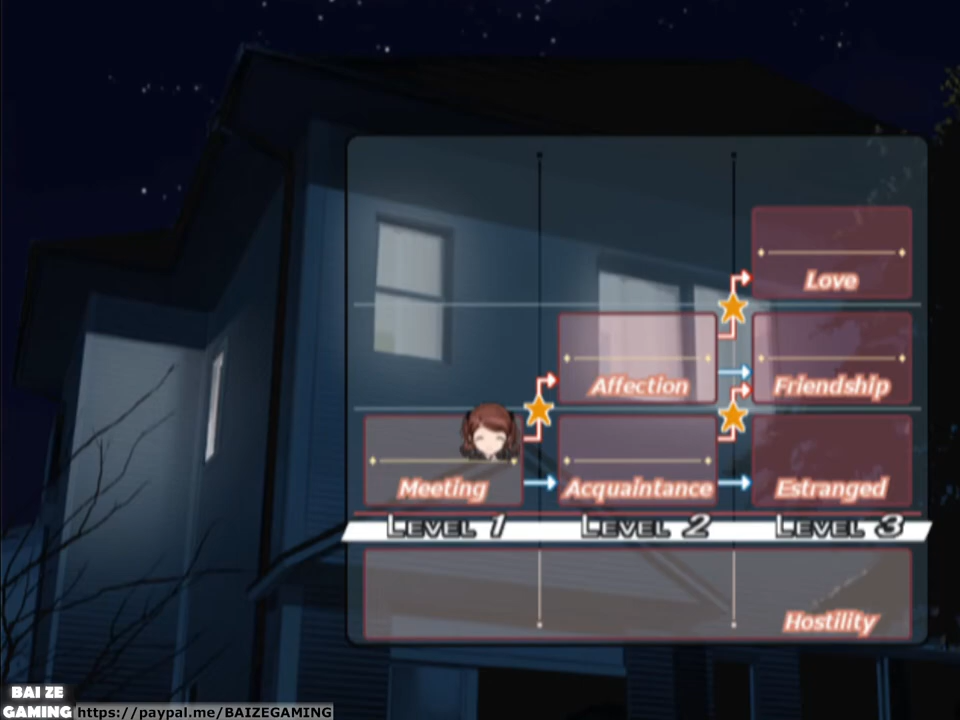 Love
Affection
Friendship
Meeting
Acquaintance
Estranged
LEVEL 1
LEVEL 2
LEVEL 3
Hostility
BAI ZE
GAMING
https://paypal.me/BAIZEGAMING